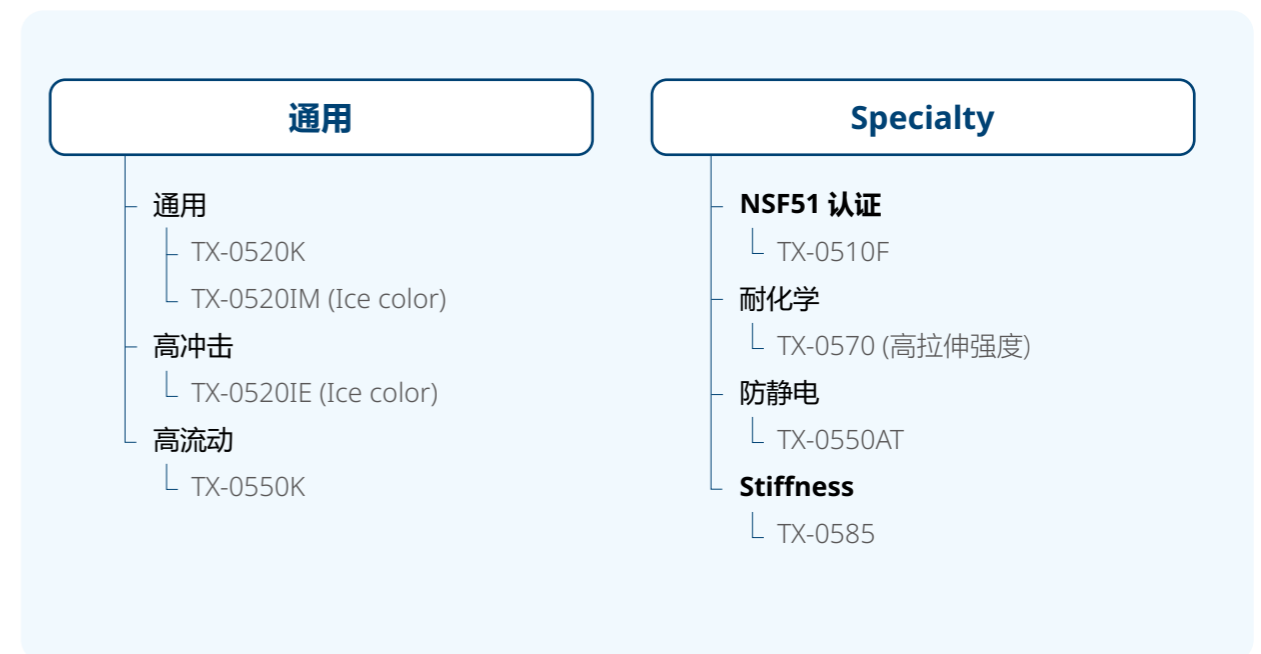 通用
通用
TX-0520K
TX-0520IM (Ice color)
高冲击
TX-0520IE (Ice color)
高流动
TX-0550K
Specialty
NSF51 认证
TX-0510F
耐化学
TX-0570 (高拉伸强度)
防静电
TX-0550AT
Stiffness
TX-0585